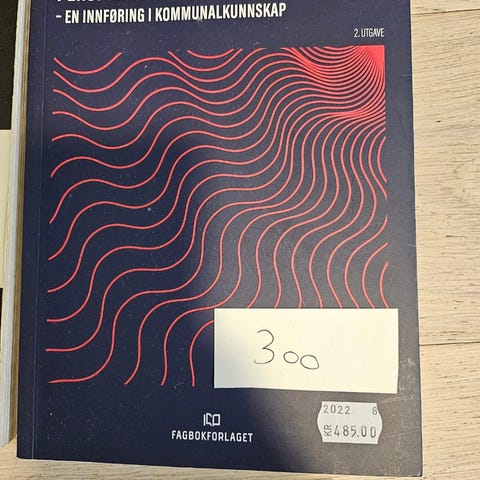 - EN INNFØRING I KOMMUNALKUNNSKAP
2. UTGAVE
300
FAGBOKFORLAGET
2022 8
KR 485.00